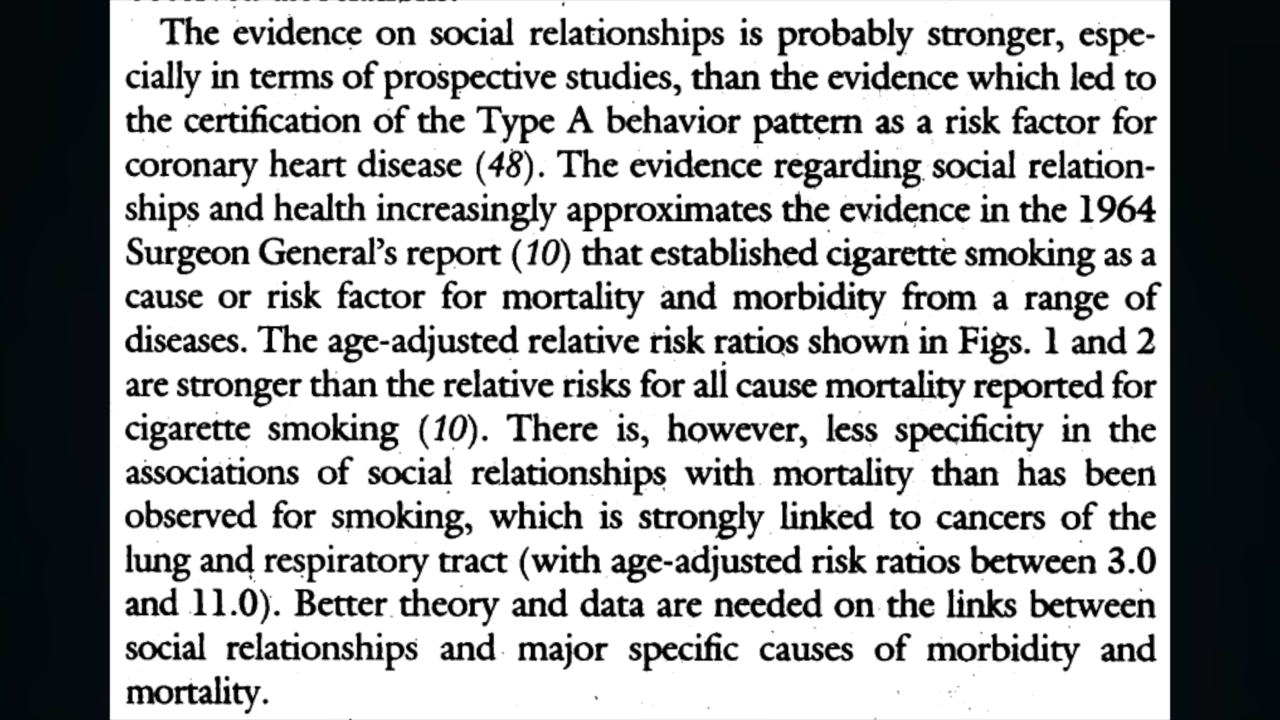 The evidence on social relationships is probably stronger, espe-
cially in terms of prospective studies, than the evidence which led to
the certification of the Type A behavior pattern as a risk factor for
coronary heart disease (48). The evidence regarding social relation-
ships and health increasingly approximates the evidence in the 1964
Surgeon General's report (10) that established cigarette smoking as a
cause or risk factor for mortality and morbidity from a range of
diseases. The age-adjusted relative risk ratios shown in Figs. 1 and 2
are stronger than the relative risks for all cause mortality reported for
cigarette smoking (10). There is, however, less specificity in the
associations of social relationships with mortality than has been
observed for smoking, which is strongly linked to cancers of the
lung and respiratory tract (with age-adjusted risk ratios between 3.0
and 11.0). Better theory and data are needed on the links between
social relationships and major specific causes of morbidity and
mortality.